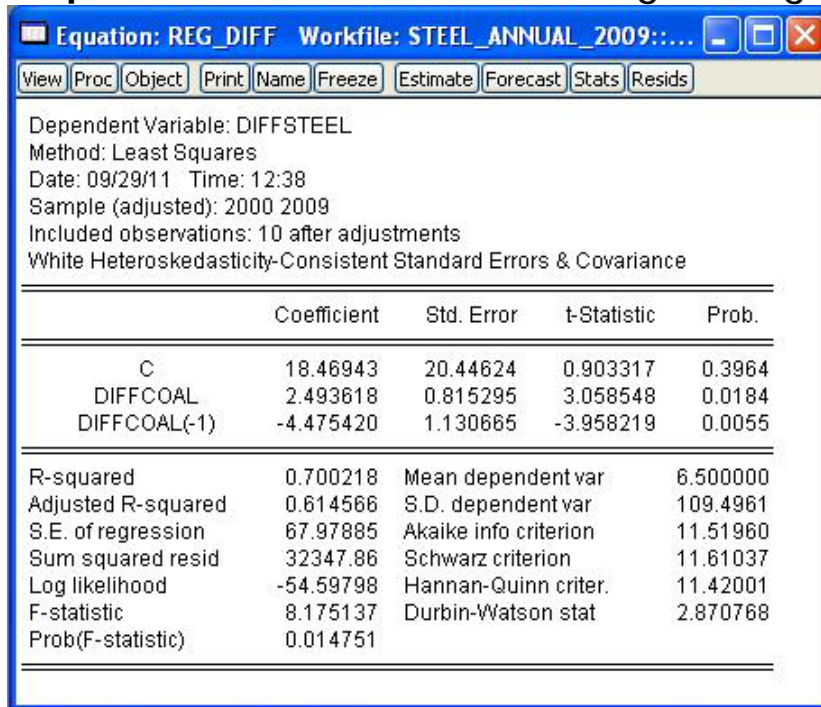 Equation: REG_DIFF Workfile: STEEL_ANNUAL_2009::...
View Proc Object Print Name Freeze Estimate Forecast Stats Resids
Dependent Variable: DIFFSTEEL
Method: Least Squares
Date: 09/29/11 Time: 12:38
Sample (adjusted): 2000 2009
Included observations: 10 after adjustments
White Heteroskedasticity-Consistent Standard Errors & Covariance
Coefficient Std. Error t-Statistic Prob.
C 18.46943 20.44624 0.903317 0.3964
DIFFCOAL 2.493618 0.815295 3.058548 0.0184
DIFFCOAL(-1) -4.475420 1.130665 -3.958219 0.0055
R-squared 0.700218 Mean dependent var 6.500000
Adjusted R-squared 0.614566 S.D. dependent var 109.4961
S.E. of regression 67.97885 Akaike info criterion 11.51960
Sum squared resid 32347.86 Schwarz criterion 11.61037
Log likelihood -54.59798 Hannan-Quinn criter. 11.42001
F-statistic 8.175137 Durbin-Watson stat 2.870768
Prob(F-statistic) 0.014751